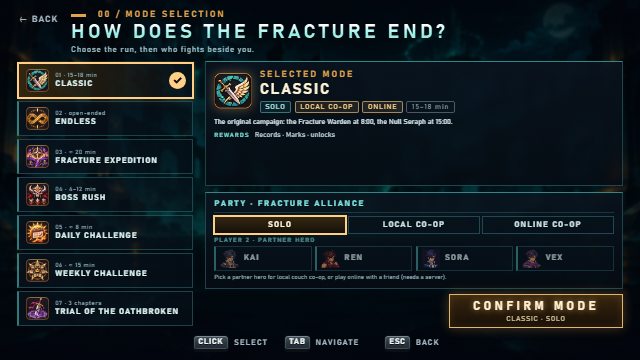 ← BACK
00 / MODE SELECTION
HOW DOES THE FRACTURE END?
Choose the run, then who fights beside you.
01 · 15–18 min
CLASSIC
02 · open-ended
ENDLESS
03 · ≈ 20 min
FRACTURE EXPEDITION
04 · 6–12 min
BOSS RUSH
05 · ≈ 8 min
DAILY CHALLENGE
06 · ≈ 15 min
WEEKLY CHALLENGE
07 · 3 chapters
TRIAL OF THE OATHBROKEN
SELECTED MODE
CLASSIC
SOLO LOCAL CO-OP ONLINE 15–18 min
The original campaign: the Fracture Warden at 8:00, the Null Seraph at 15:00.
REWARDS Records · Marks · unlocks
PARTY · FRACTURE ALLIANCE
SOLO LOCAL CO-OP ONLINE CO-OP
PLAYER 2 · PARTNER HERO
KAI REN SORA VEX
Pick a partner hero for local couch co-op, or play online with a friend (needs a server).
CONFIRM MODE
CLASSIC · SOLO
CLICK SELECT TAB NAVIGATE ESC BACK